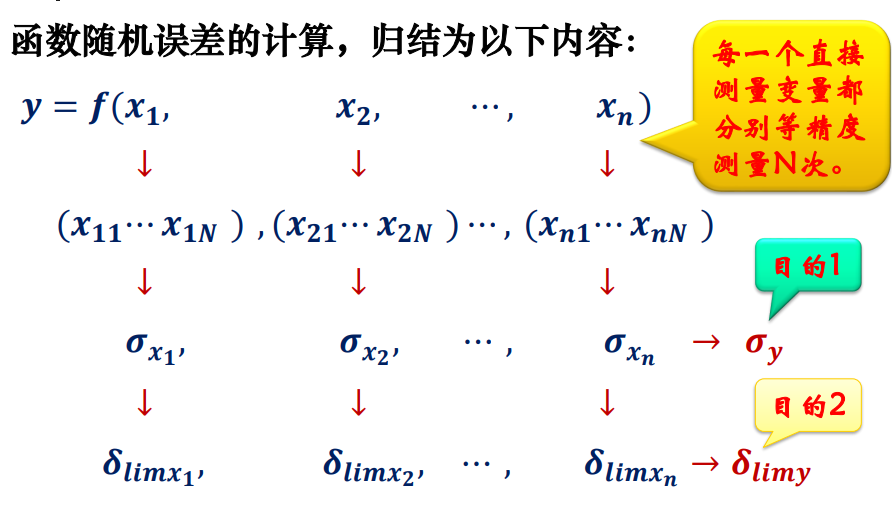 函数随机误差的计算，归结为以下内容：
y = f(x₁, x₂, ⋯, xₙ)
每一个直接
测量变量都
分别等精度
测量N次。
↓ ↓ ↓
(x₁₁⋯ x₁N ) , (x₂₁⋯ x₂N ) ⋯, (xₙ₁⋯ xₙN )
↓ ↓ ↓
目的1
σₓ₁, σₓ₂, ⋯, σₓₙ → σy
↓ ↓ ↓
目的2
δlimx₁, δlimx₂, ⋯, δlimxₙ → δlimy